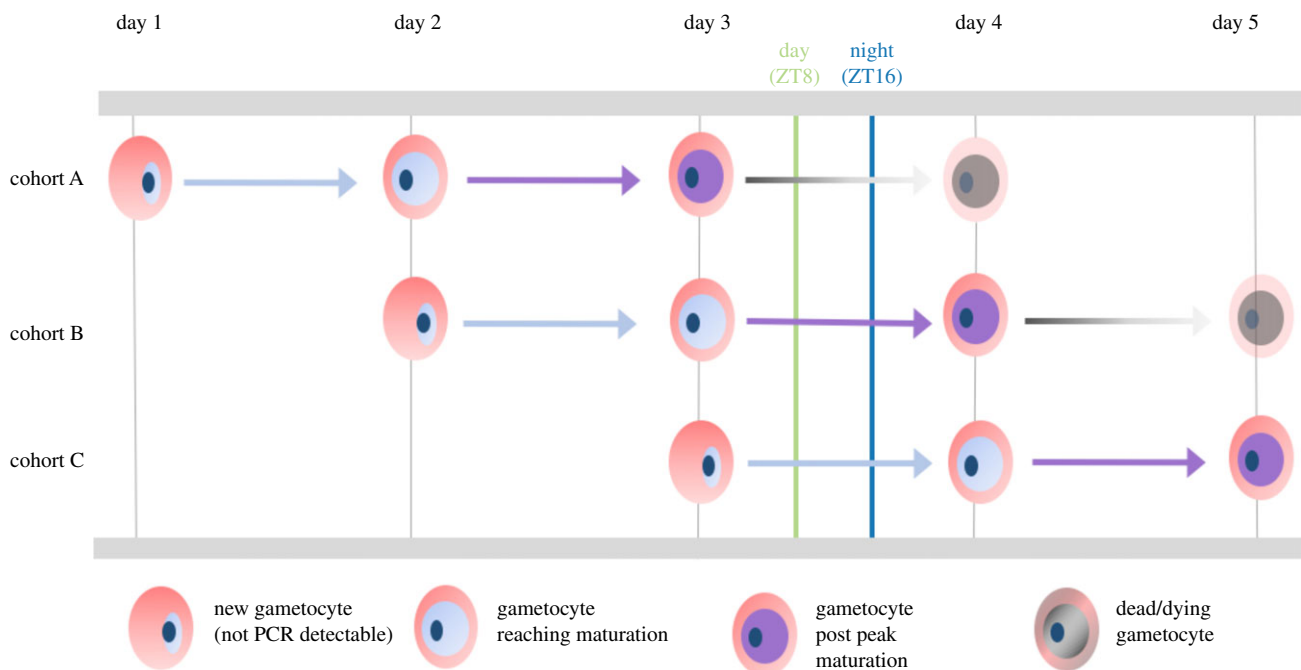 day 1
day 2
day 3
day 4
day 5
day
(ZT8)
night
(ZT16)
cohort A
cohort B
cohort C
new gametocyte
(not PCR detectable)
gametocyte
reaching maturation
gametocyte
post peak
maturation
dead/dying
gametocyte